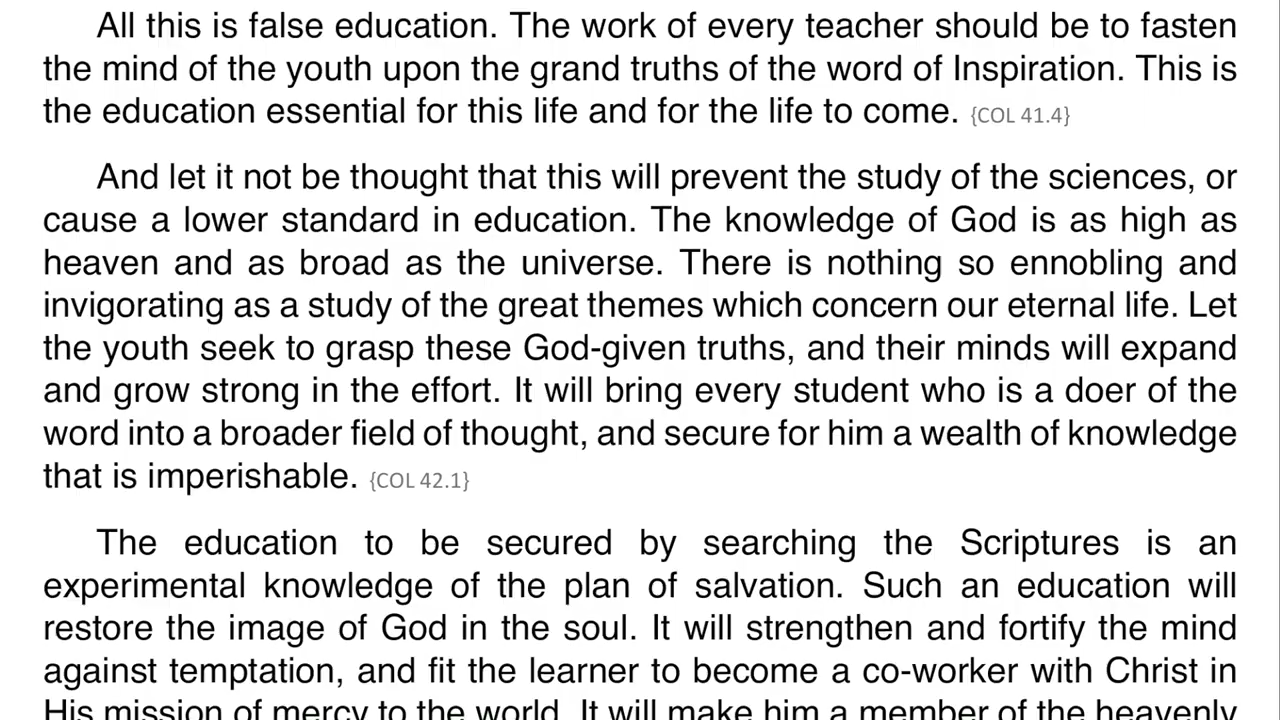 All this is false education. The work of every teacher should be to fasten
the mind of the youth upon the grand truths of the word of Inspiration. This is
the education essential for this life and for the life to come. {COL 41.4}
And let it not be thought that this will prevent the study of the sciences, or
cause a lower standard in education. The knowledge of God is as high as
heaven and as broad as the universe. There is nothing so ennobling and
invigorating as a study of the great themes which concern our eternal life. Let
the youth seek to grasp these God-given truths, and their minds will expand
and grow strong in the effort. It will bring every student who is a doer of the
word into a broader field of thought, and secure for him a wealth of knowledge
that is imperishable. {COL 42.1}
The education to be secured by searching the Scriptures is an
experimental knowledge of the plan of salvation. Such an education will
restore the image of God in the soul. It will strengthen and fortify the mind
against temptation, and fit the learner to become a co-worker with Christ in
His mission of mercy to the world. It will make him a member of the heavenly